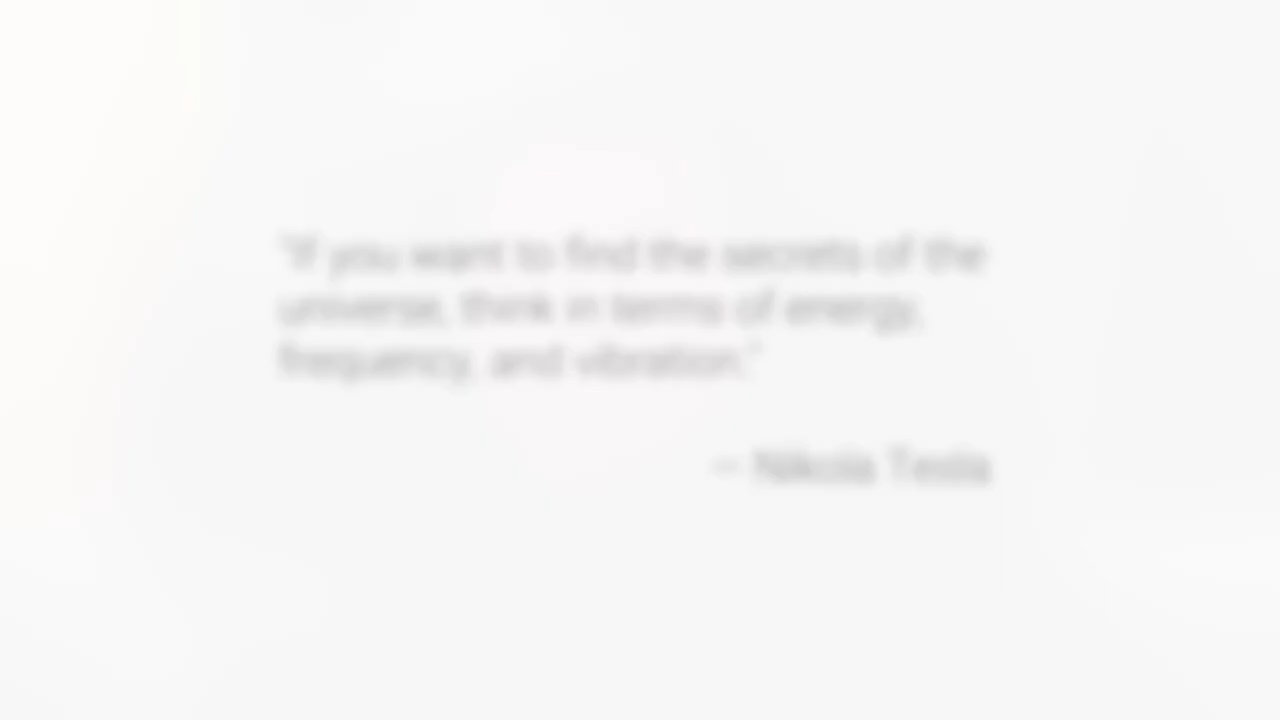 "If you want to find the secrets of the
universe, think in terms of energy,
frequency, and vibration."
– Nikola Tesla